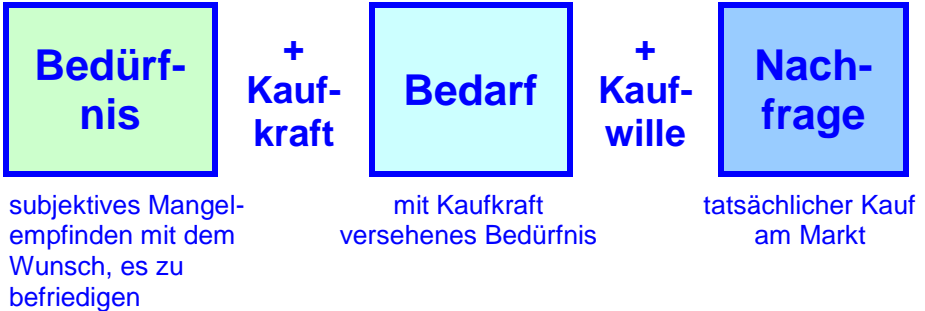 Bedürf-
nis
+
Kauf-
kraft
Bedarf
+
Kauf-
wille
Nach-
frage
subjektives Mangel-
empfinden mit dem
Wunsch, es zu
befriedigen
mit Kaufkraft
versehenes Bedürfnis
tatsächlicher Kauf
am Markt